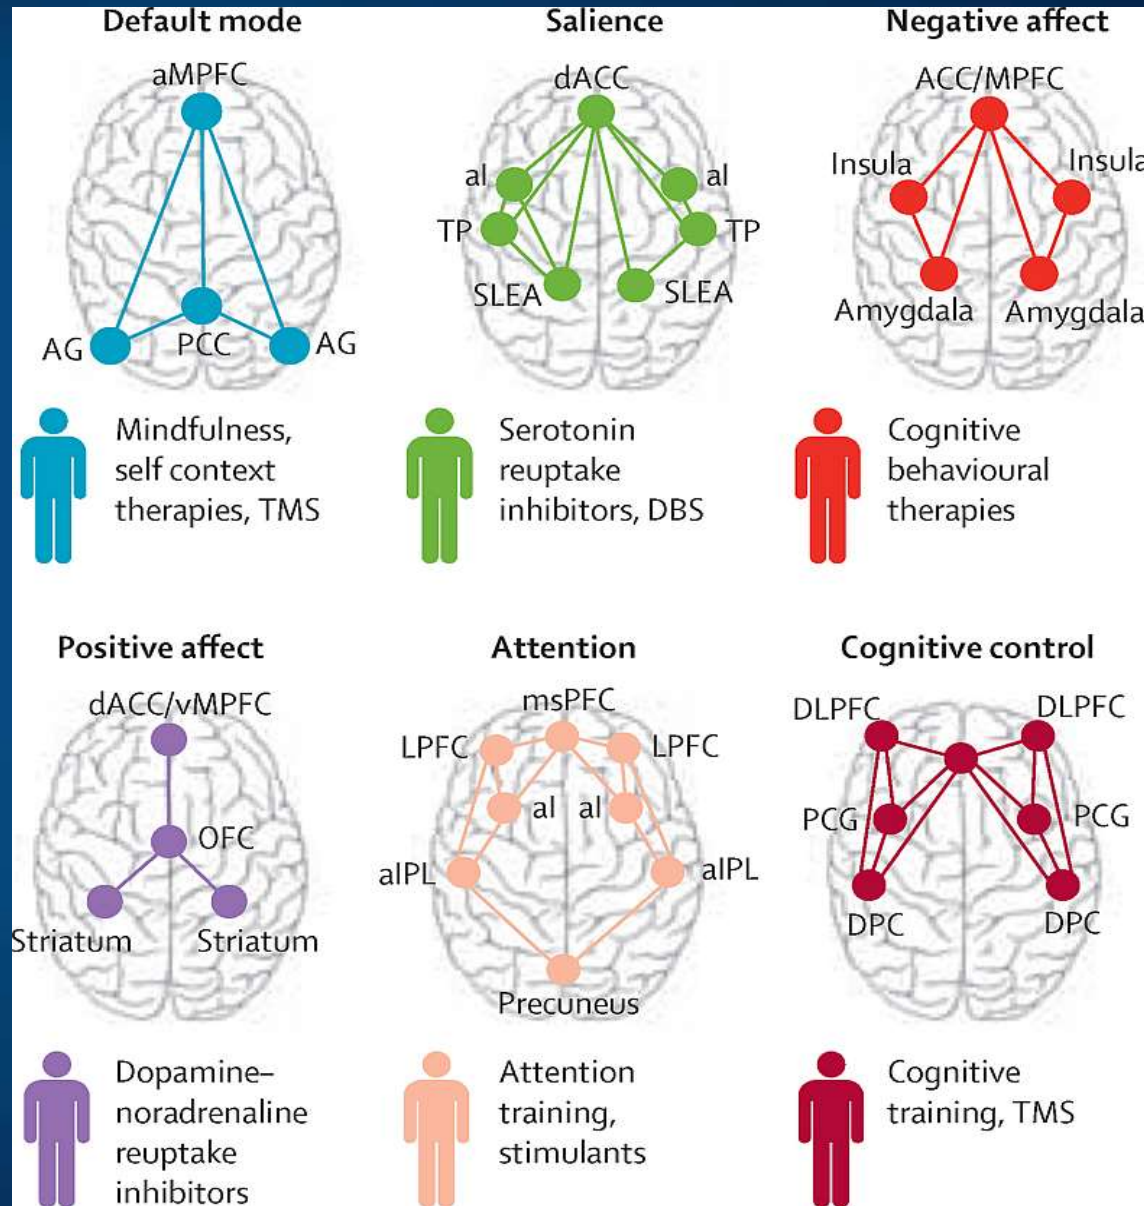 Default mode
aMPFC
AG
PCC
AG
Mindfulness,
self context
therapies, TMS
Salience
dACC
aI
aI
TP
TP
SLEA
SLEA
Serotonin
reuptake
inhibitors, DBS
Negative affect
ACC/MPFC
Insula
Insula
Amygdala
Amygdala
Cognitive
behavioural
therapies
Positive affect
dACC/vMPFC
OFC
Striatum
Striatum
Dopamine–
noradrenaline
reuptake
inhibitors
Attention
msPFC
LPFC
LPFC
aI
aI
aIPL
aIPL
Precuneus
Attention
training,
stimulants
Cognitive control
DLPFC
DLPFC
PCG
PCG
DPC
DPC
Cognitive
training, TMS